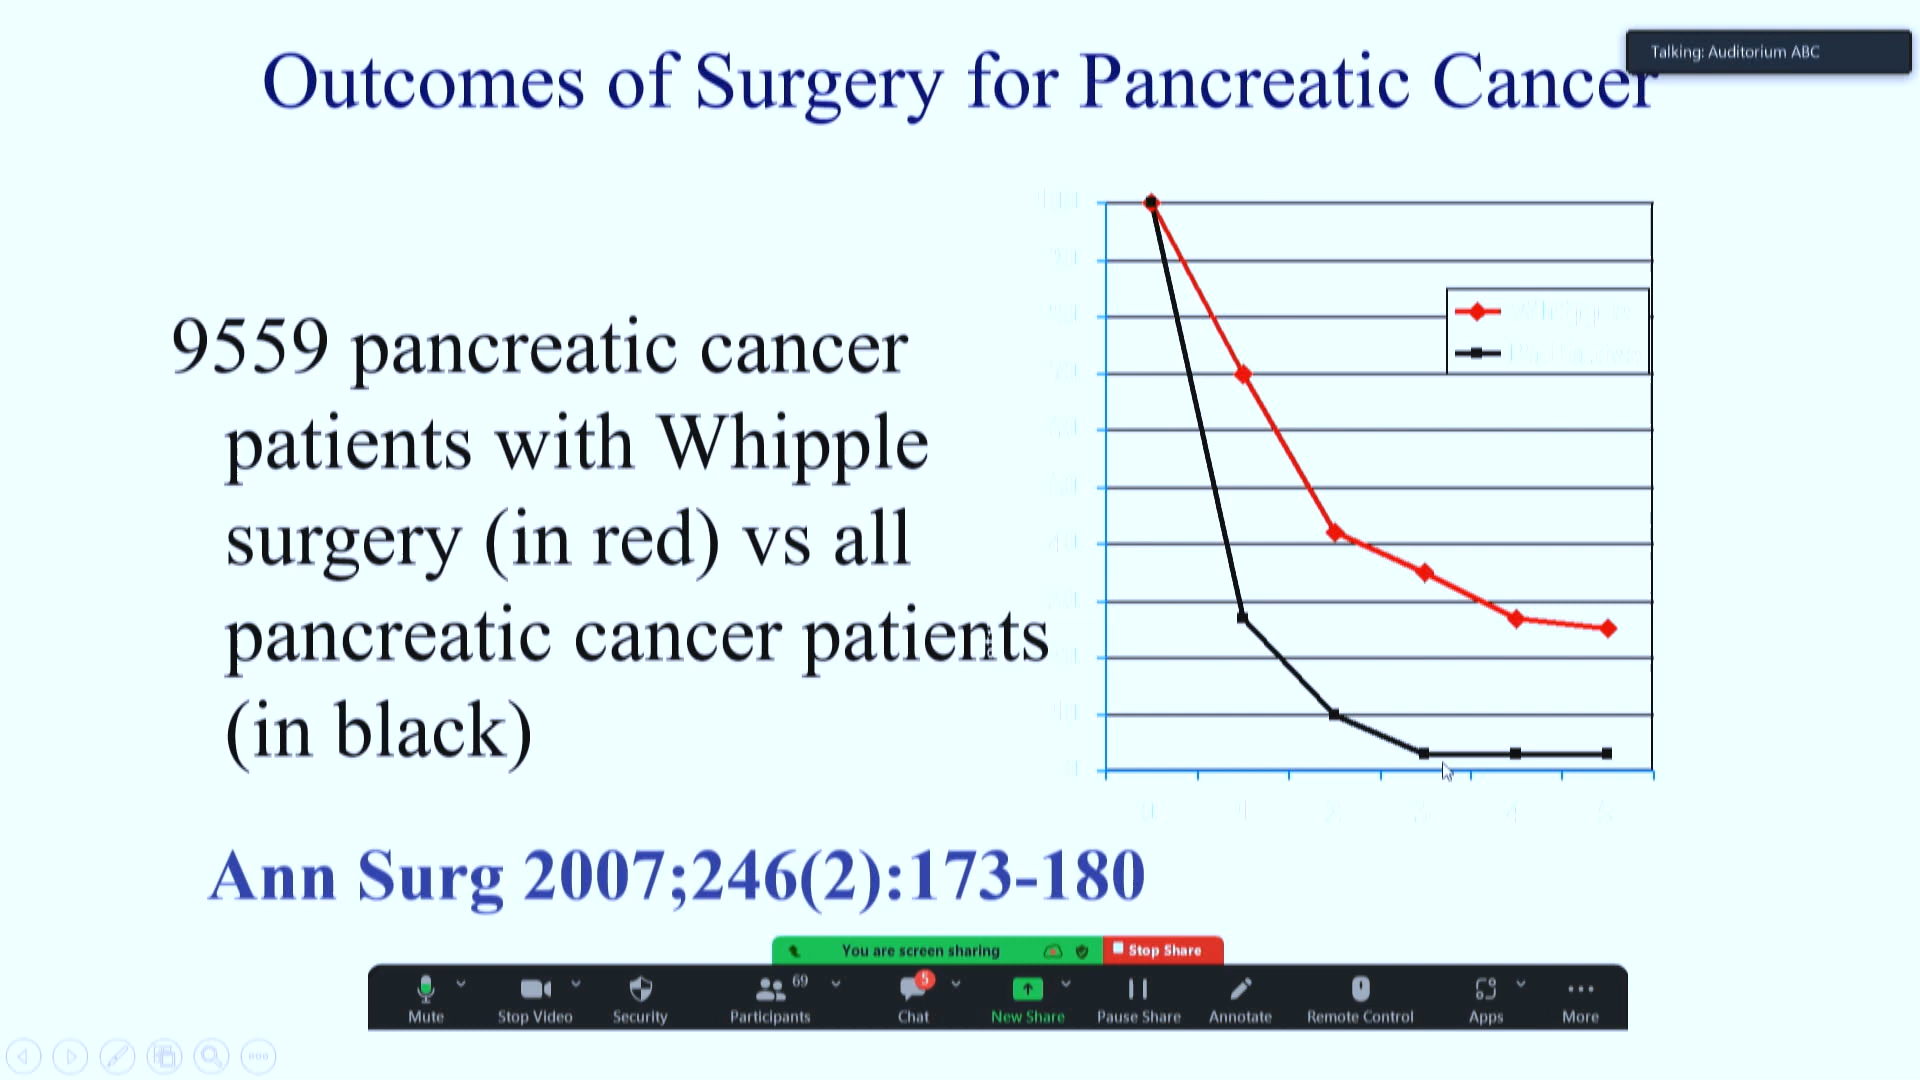 Talking: Auditorium ABC
Outcomes of Surgery for Pancreatic Cancer
9559 pancreatic cancer
patients with Whipple
surgery (in red) vs all
pancreatic cancer patients
(in black)
Ann Surg 2007;246(2):173-180
You are screen sharing
Stop Share
Mute
Stop Video
Security
69
Participants
5
Chat
New Share
Pause Share
Annotate
Remote Control
Apps
More